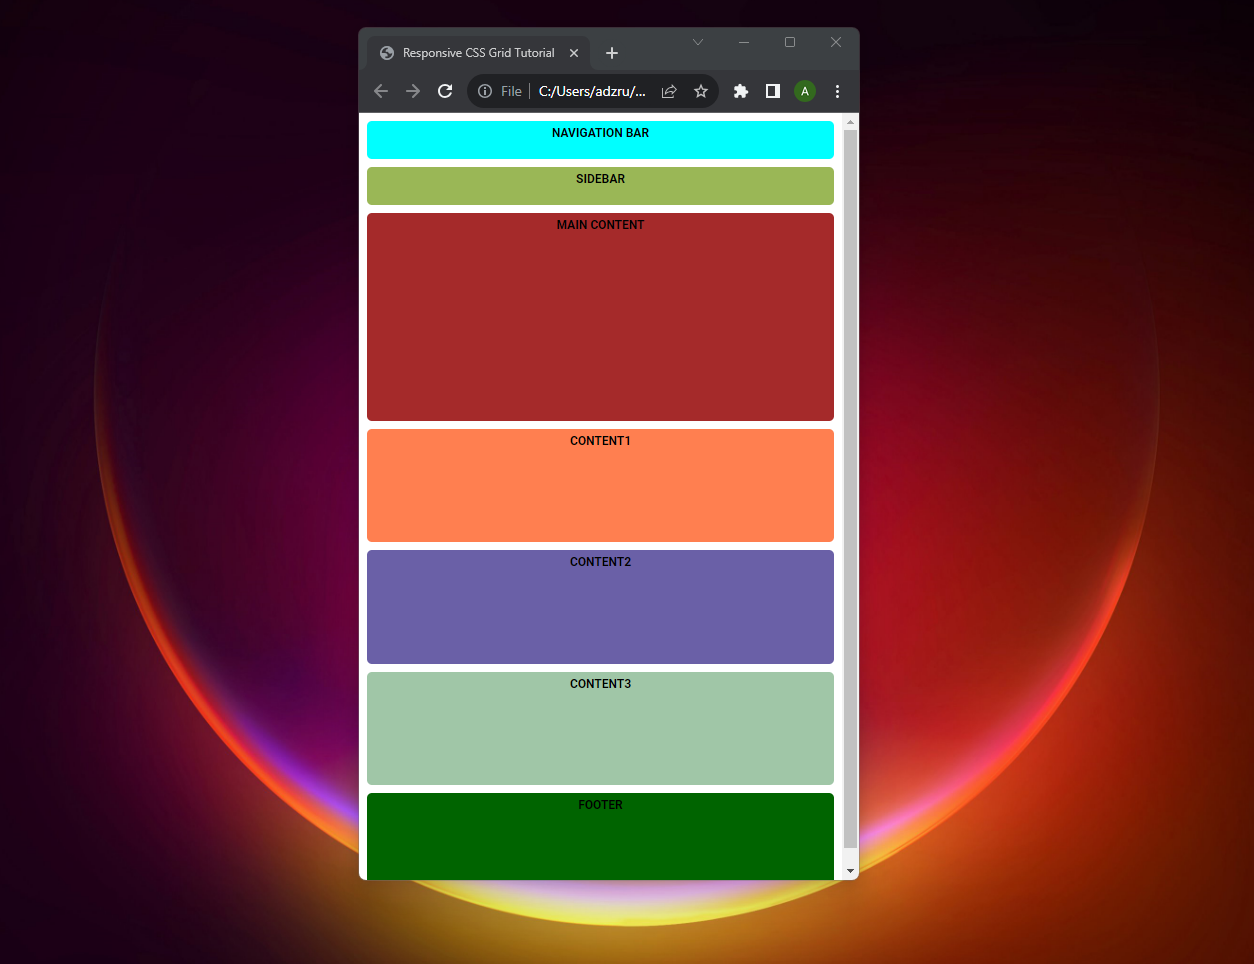 Responsive CSS Grid Tutorial
File
C:/Users/adzru/...
A
NAVIGATION BAR
SIDEBAR
MAIN CONTENT
CONTENT1
CONTENT2
CONTENT3
FOOTER